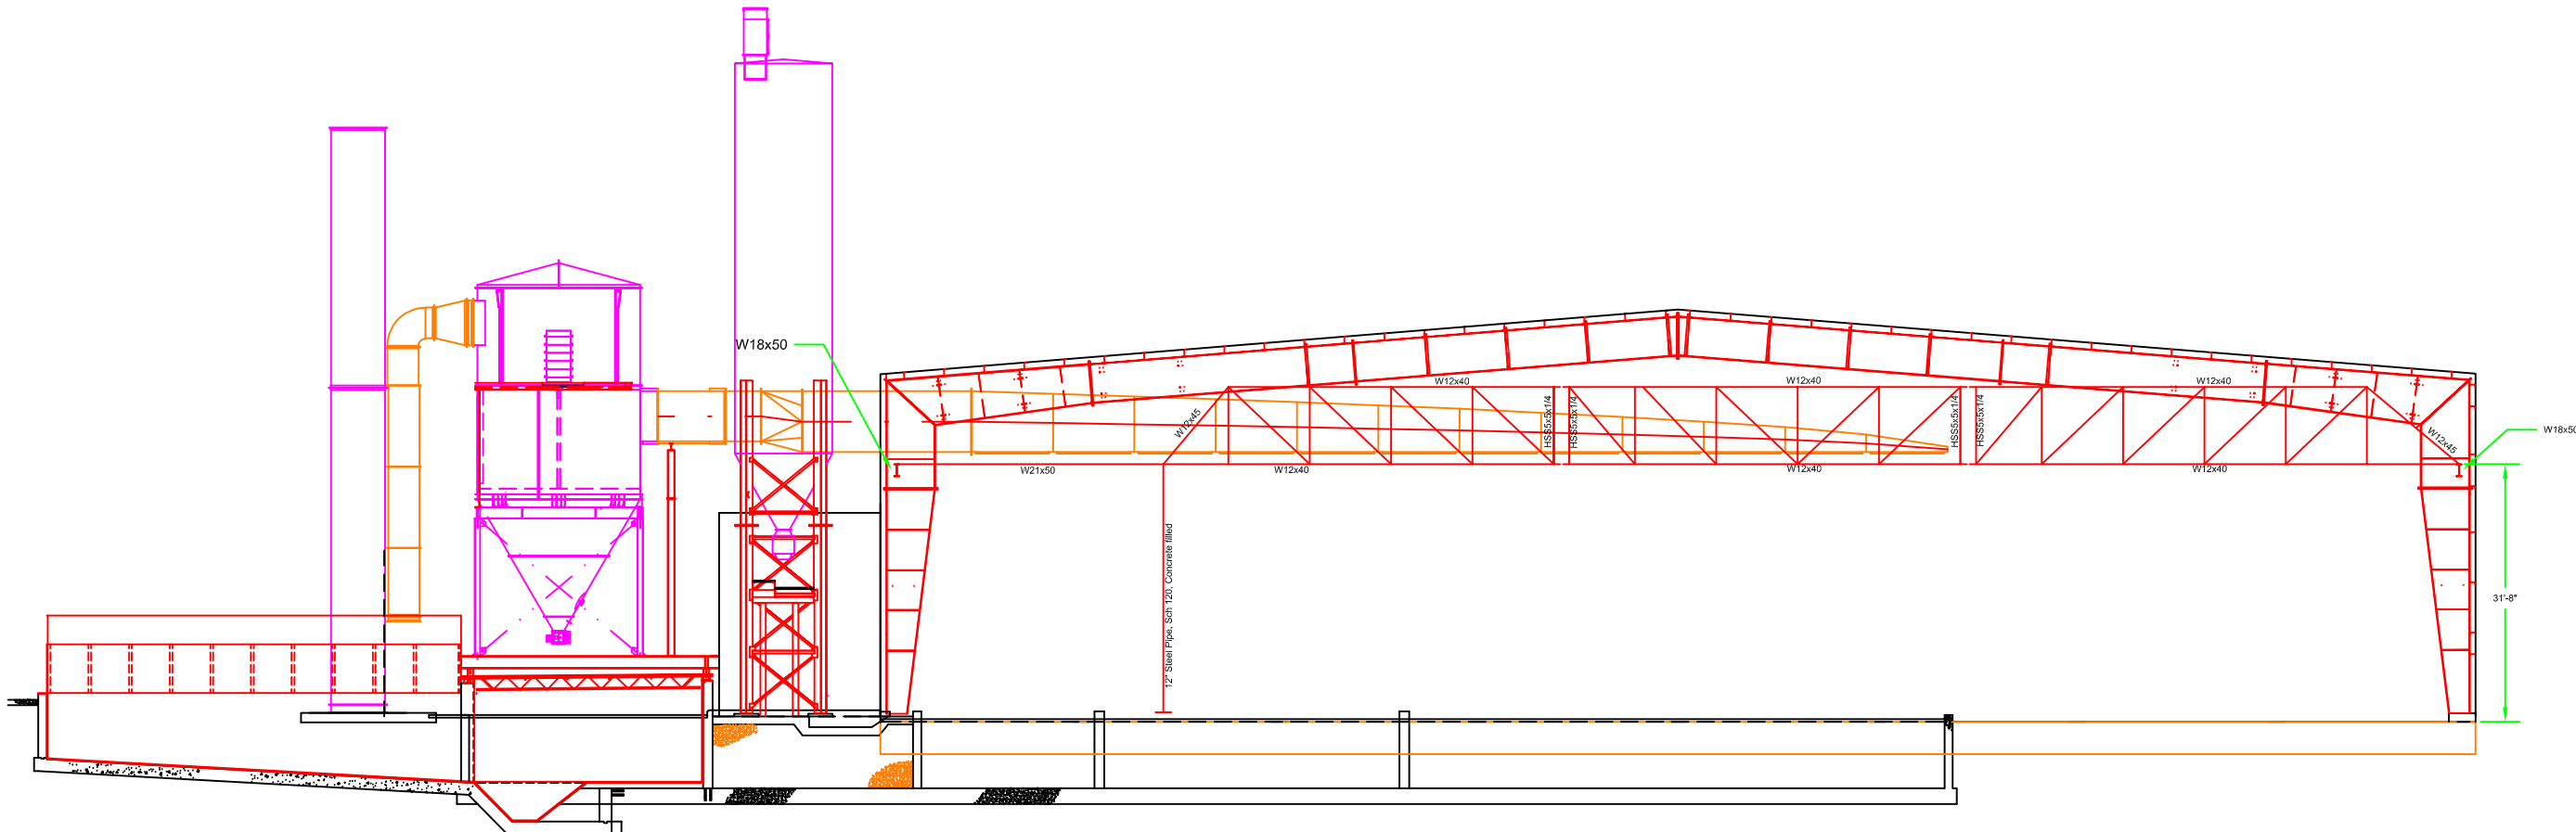 W18x50
W12x40
W12x40
W12x40
W12x45
HSS5x5x1/4
HSS5x5x1/4
HSS5x5x1/4
HSS5x5x1/4
W12x45
W18x50
W21x50
W12x40
W12x40
W12x40
12" Steel Pipe, Sch 120, Concrete filled
31'-8"